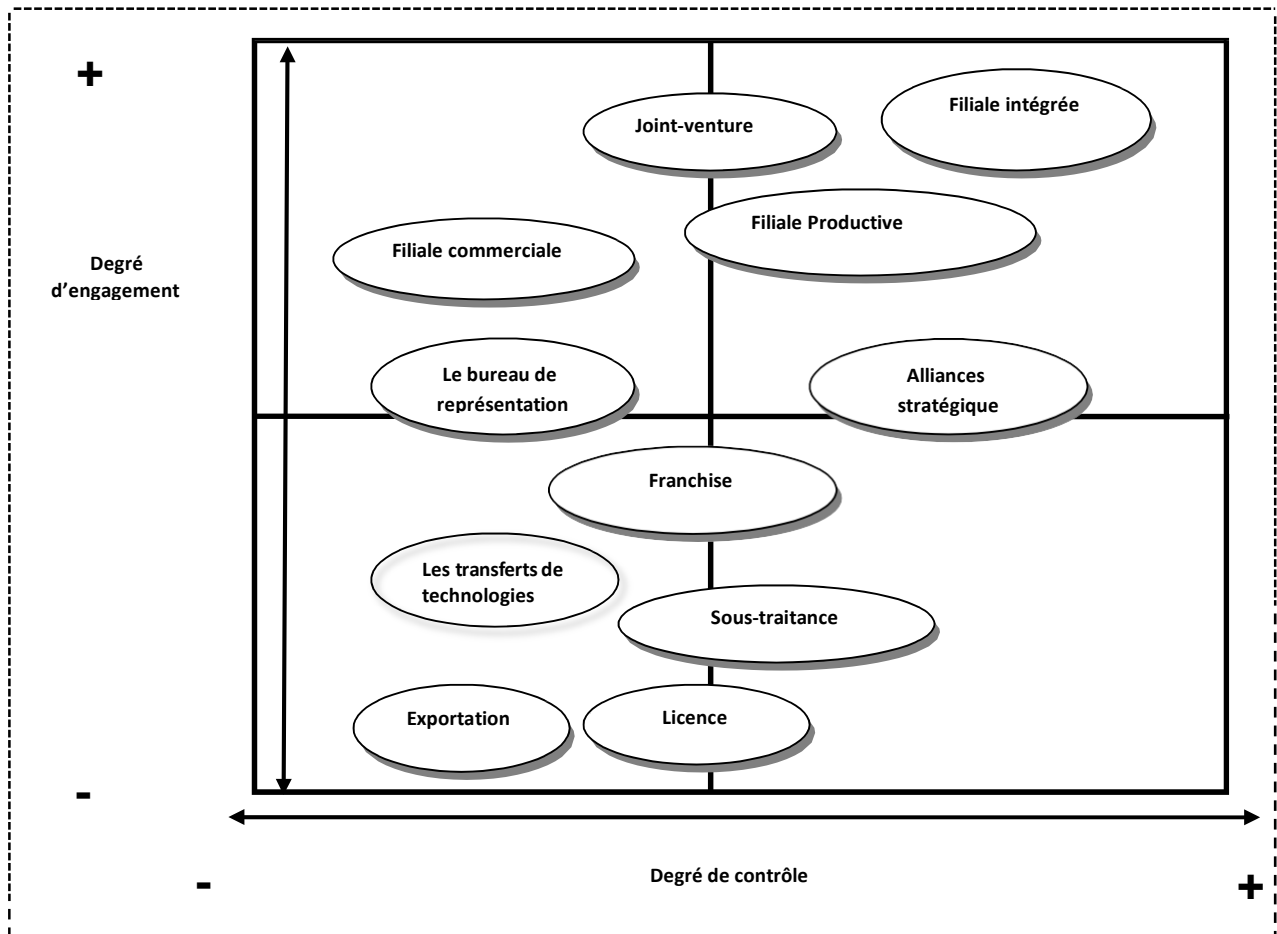 +
Joint-venture
Filiale intégrée
Filiale Productive
Filiale commerciale
Degré
d'engagement
Le bureau de
représentation
Alliances
stratégique
Franchise
Les transferts de
technologies
Sous-traitance
Exportation
Licence
-
Degré de contrôle
-
+